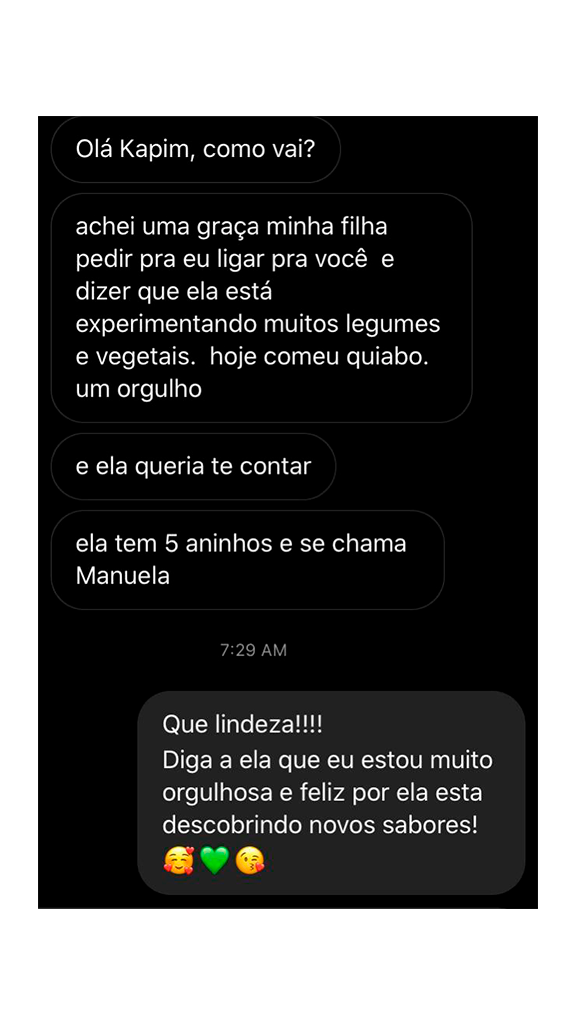 Olá Kapim, como vai?
achei uma graça minha filha
pedir pra eu ligar pra você  e
dizer que ela está
experimentando muitos legumes
e vegetais.  hoje comeu quiabo.
um orgulho
e ela queria te contar
ela tem 5 aninhos e se chama
Manuela
7:29 AM
Que lindeza!!!!
Diga a ela que eu estou muito
orgulhosa e feliz por ela esta
descobrindo novos sabores!
🥰💚😘